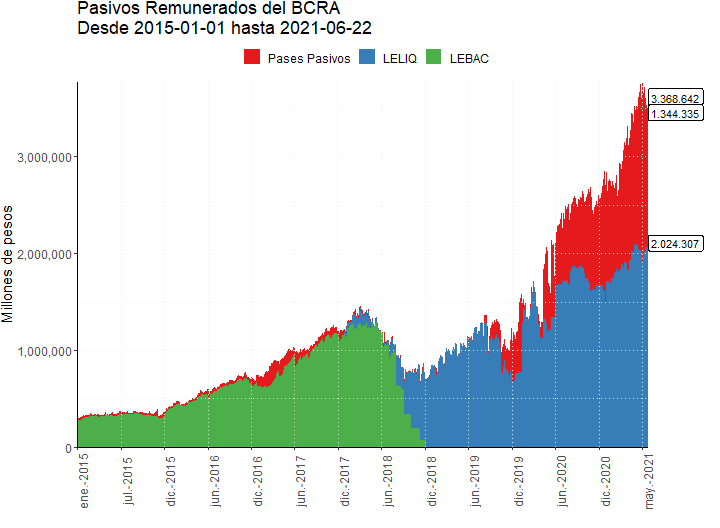 Pasivos Remunerados del BCRA
Desde 2015-01-01 hasta 2021-06-22
Pases Pasivo LELIQ LEBAC
Millones de pesos
3,000,000
2,000,000
1,000,000
0
3.368.642
1.344.335
2.024.307
ene.-2015
jul.-2015
dic.-2015
jun.-2016
dic.-2016
jun.-2017
dic.-2017
jun.-2018
dic.-2018
jun.-2019
dic.-2019
jun.-2020
dic.-2020
may.-2021